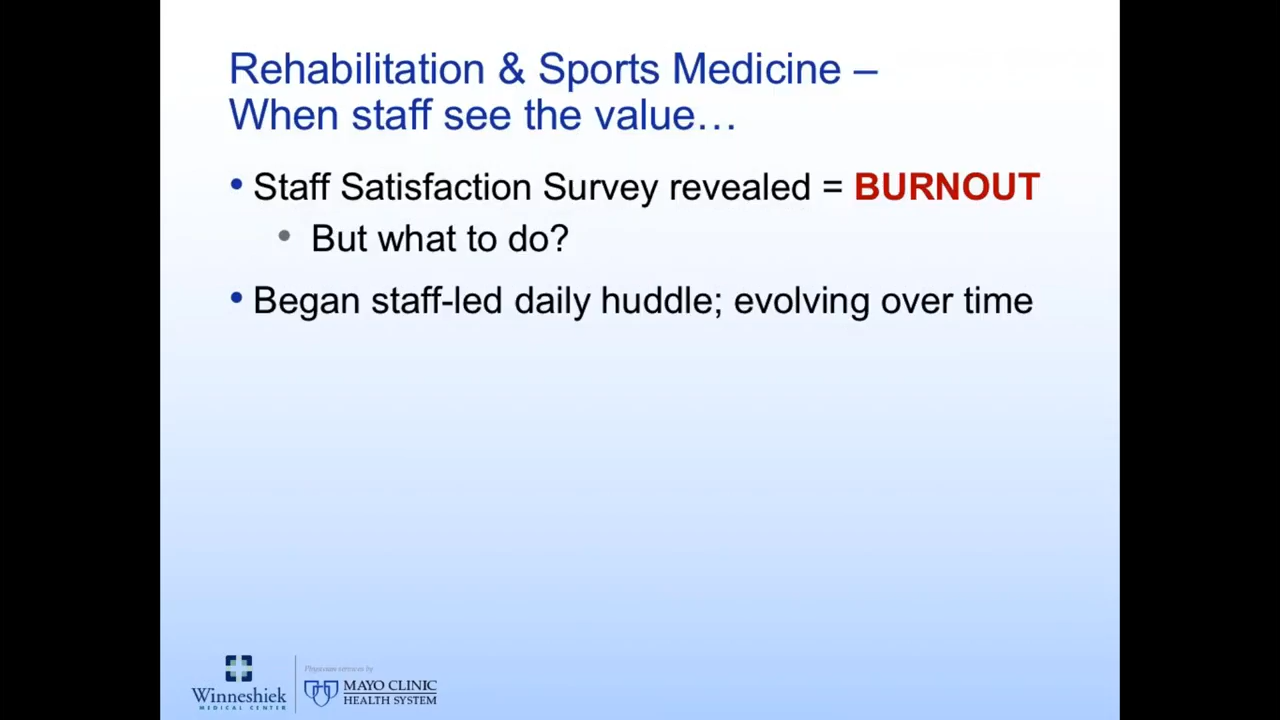 Rehabilitation & Sports Medicine –
When staff see the value…
• Staff Satisfaction Survey revealed = BURNOUT
• But what to do?
• Began staff-led daily huddle; evolving over time
Physician services by
Winneshiek
MEDICAL CENTER
MAYO CLINIC
HEALTH SYSTEM